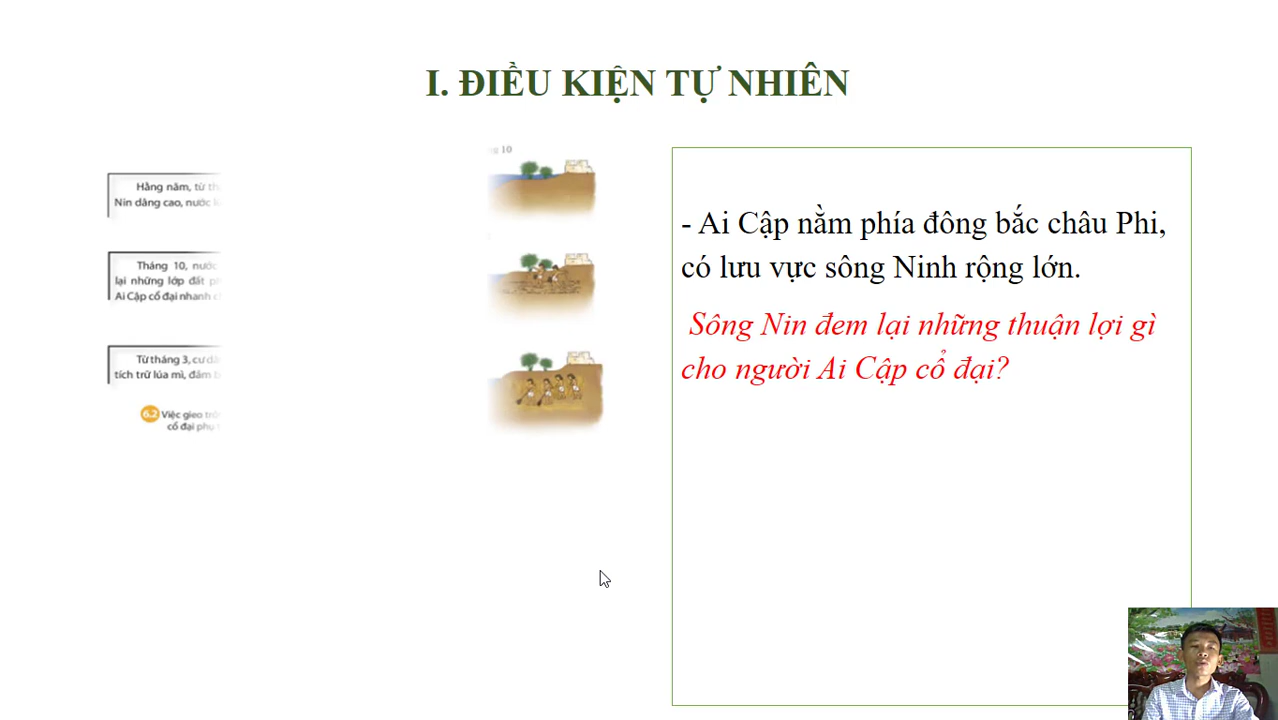 I. ĐIỀU KIỆN TỰ NHIÊN
Hằng năm, từ
Nin dâng cao, nước
Tháng 10, nước
lại những lớp đất
Ai Cập cổ đại nhanh
Từ tháng 3, cư
tích trữ lúa mì, đảm
6.2 Việc gieo
cổ đại phụ
10
- Ai Cập nằm phía đông bắc châu Phi,
có lưu vực sông Ninh rộng lớn.
Sông Nin đem lại những thuận lợi gì
cho người Ai Cập cổ đại?